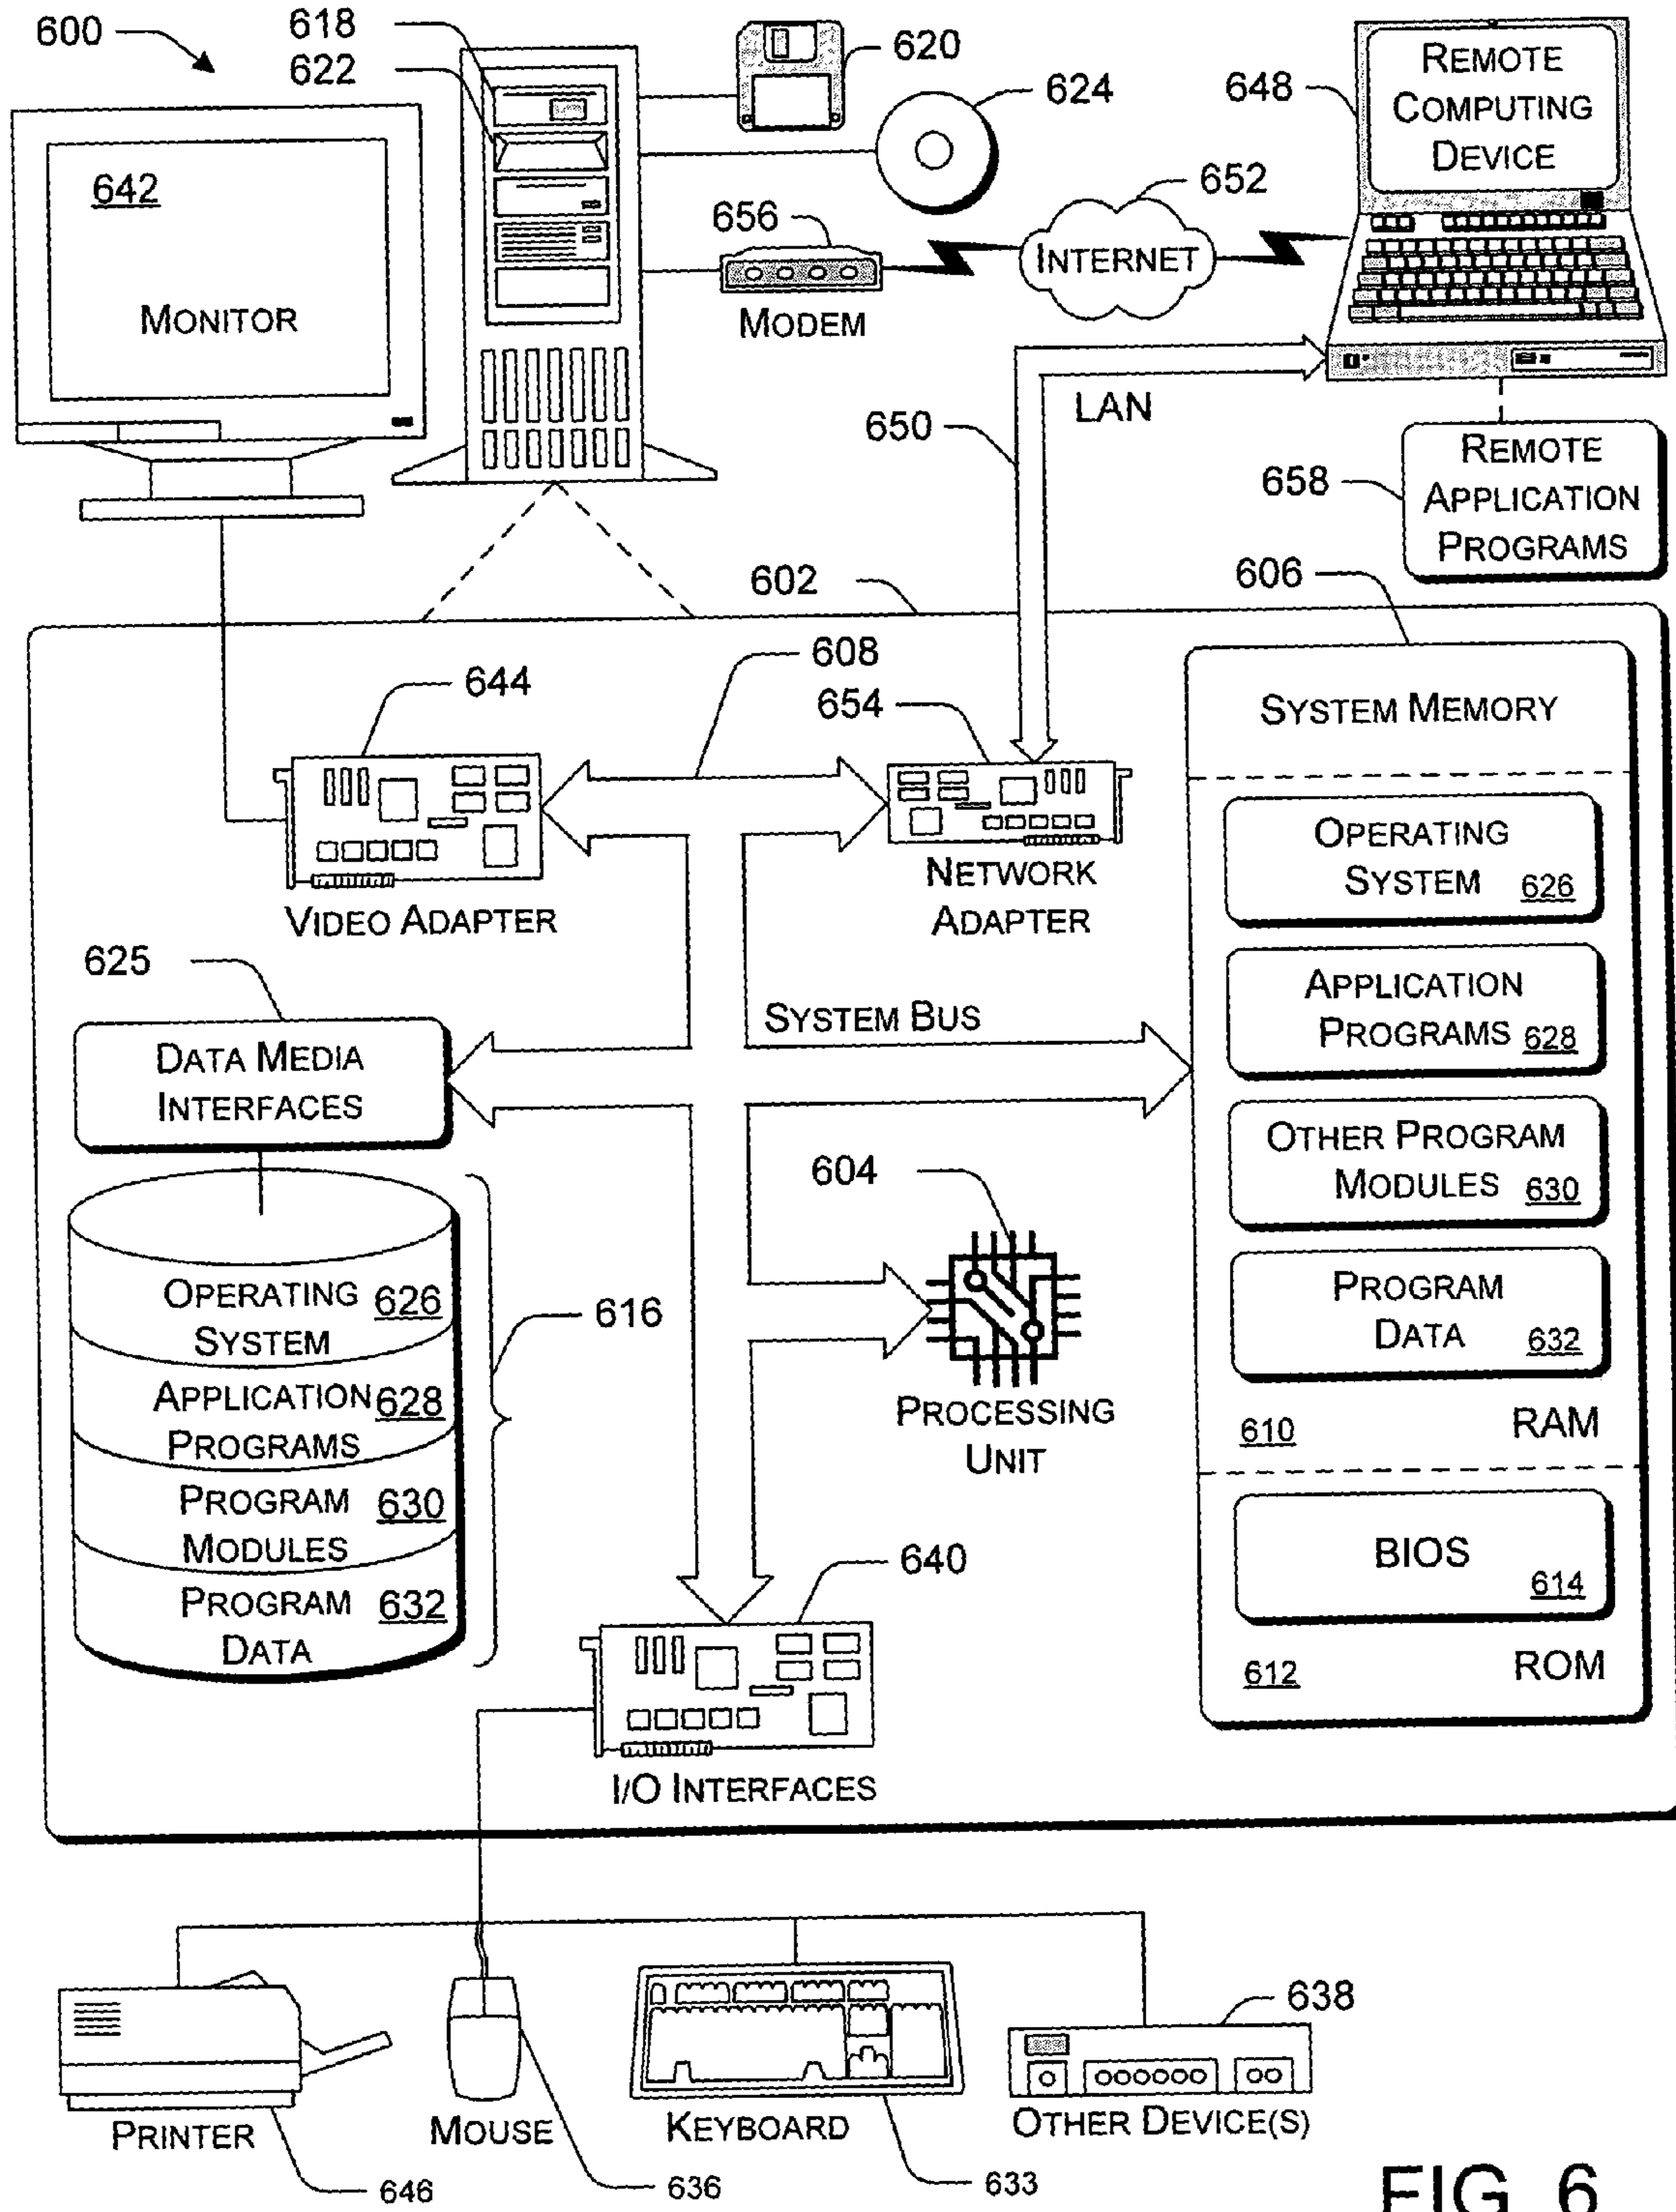 600
618
622
620
624
648
REMOTE
COMPUTING
DEVICE
642
MONITOR
656
MODEM
652
INTERNET
650
LAN
658
REMOTE
APPLICATION
PROGRAMS
602
606
608
644
654
VIDEO ADAPTER
NETWORK
ADAPTER
SYSTEM MEMORY
OPERATING
SYSTEM 626
APPLICATION
PROGRAMS 628
OTHER PROGRAM
MODULES 630
PROGRAM
DATA 632
610 RAM
BIOS
614
612 ROM
625
DATA MEDIA
INTERFACES
SYSTEM BUS
604
PROCESSING
UNIT
OPERATING 626
SYSTEM
APPLICATION 628
PROGRAMS
PROGRAM 630
MODULES
PROGRAM 632
DATA
616
640
I/O INTERFACES
638
PRINTER
MOUSE
KEYBOARD
OTHER DEVICE(S)
646
636
633
FIG. 6